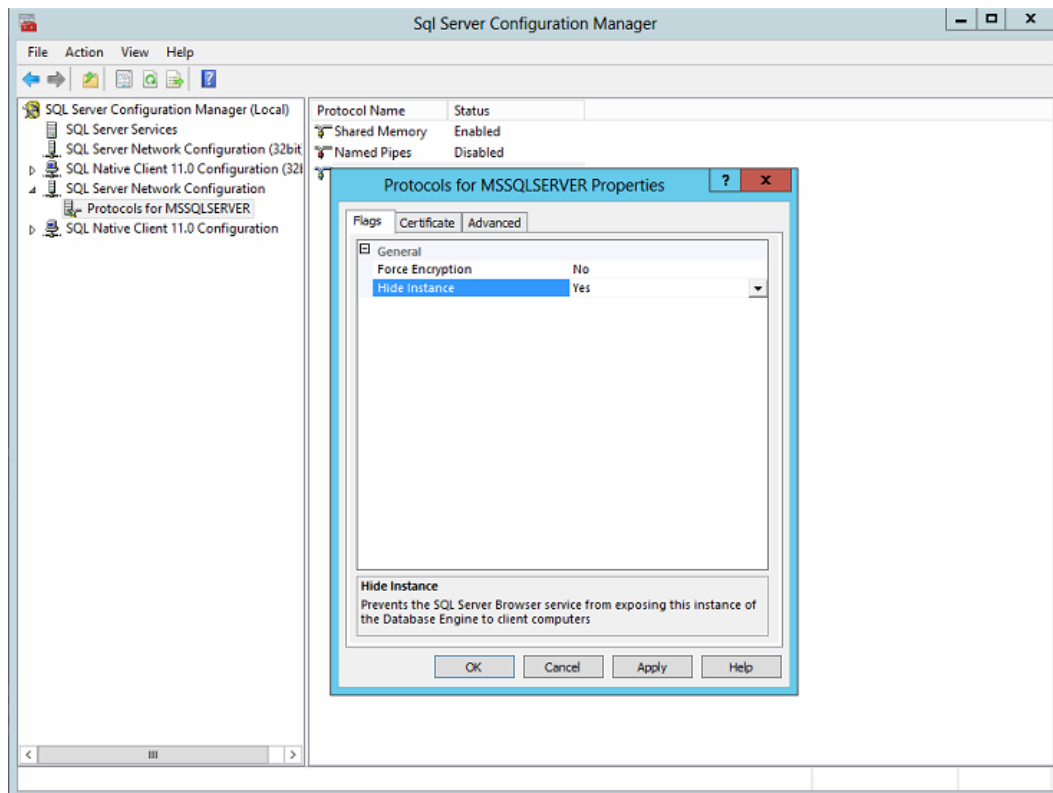 Sql Server Configuration Manager
File Action View Help
SQL Server Configuration Manager (Local)
SQL Server Services
SQL Server Network Configuration (32bit
SQL Native Client 11.0 Configuration (32
SQL Server Network Configuration
Protocols for MSSQLSERVER
SQL Native Client 11.0 Configuration
Protocol Name Status
Shared Memory Enabled
Named Pipes Disabled
Protocols for MSSQLSERVER Properties
Flags Certificate Advanced
General
Force Encryption No
Hide Instance Yes
Hide Instance
Prevents the SQL Server Browser service from exposing this instance of
the Database Engine to client computers
OK Cancel Apply Help